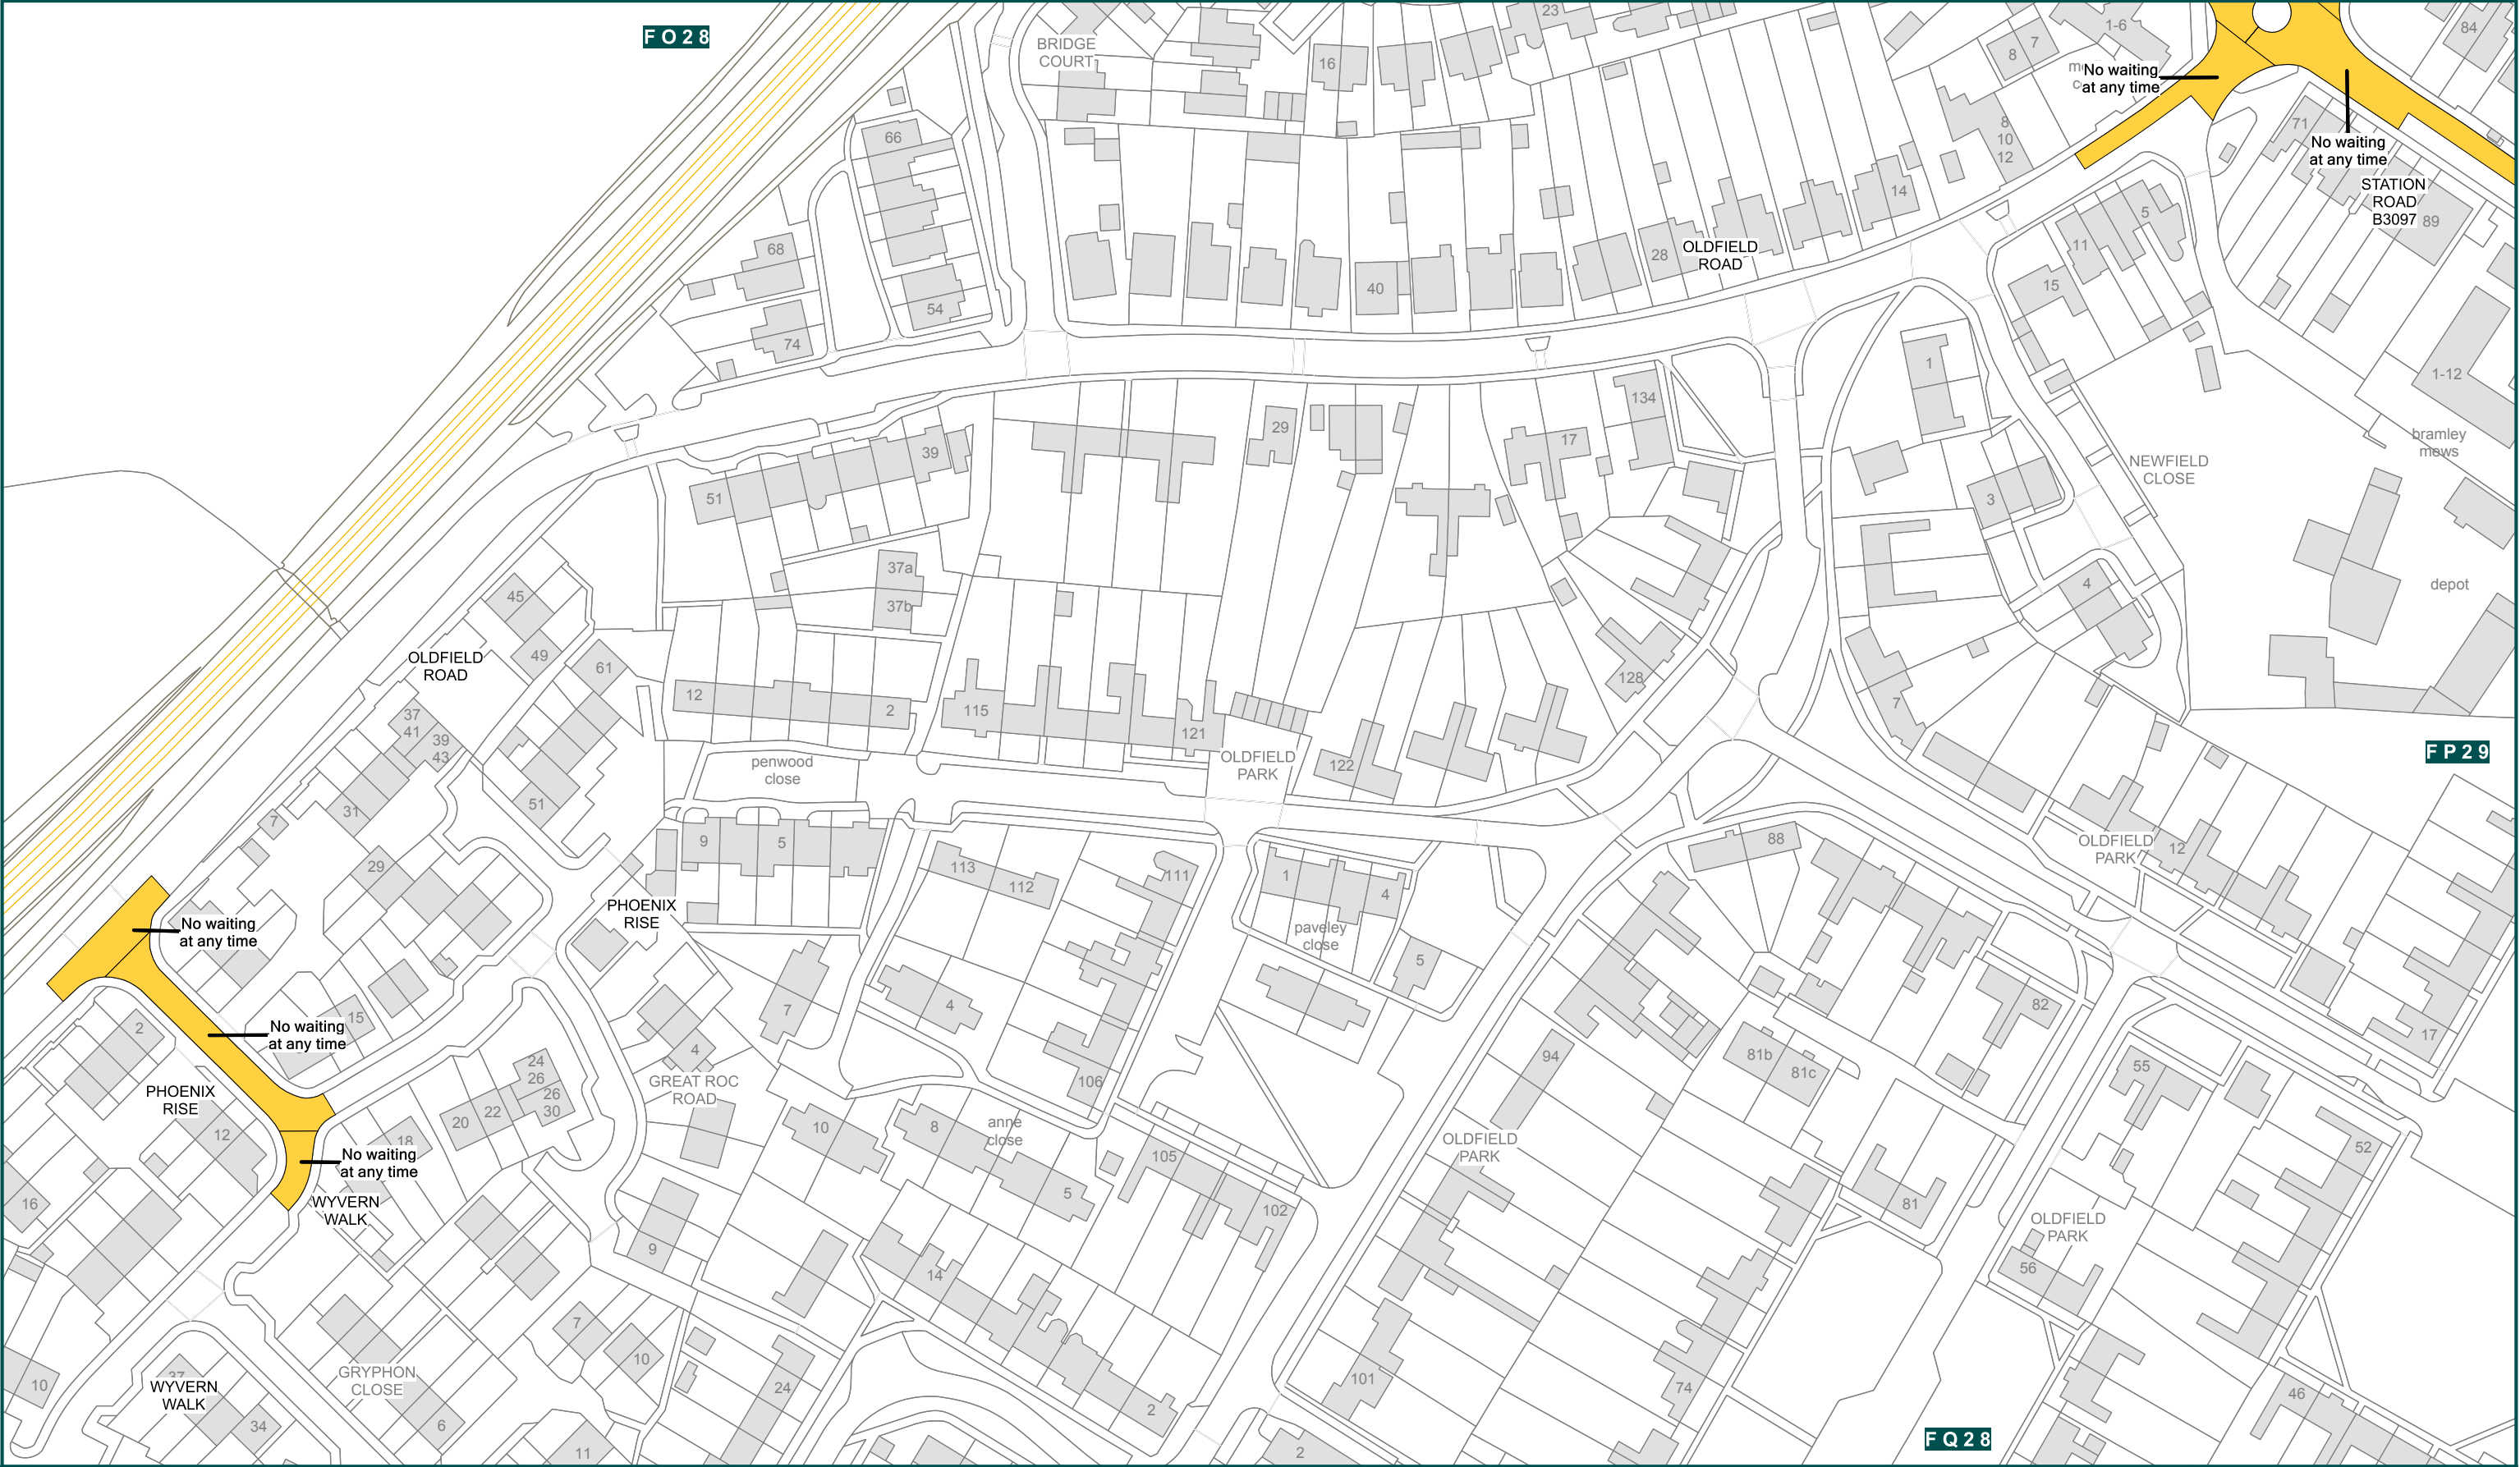 FO28
BRIDGE
COURT
23
16
1-6
7
8
84
No waiting
at any time
66
8
10
12
71
No waiting
at any time
STATION
ROAD
B3097
89
14
5
11
68
OLDFIELD
ROAD
28
40
15
54
74
1
1-12
134
29
17
39
51
bramley
mows
NEWFIELD
CLOSE
3
37a
37b
45
4
depot
49
61
OLDFIELD
ROAD
128
12
2
115
121
7
37
41
39
43
122
OLDFIELD
PARK
FP29
penwood
close
51
31
7
9
5
88
OLDFIELD
PARK
12
29
113
112
111
1
4
PHOENIX
RISE
No waiting
at any time
paveley
close
5
15
2
7
4
82
17
No waiting
at any time
4
94
81b
81c
55
24
26
26
30
GREAT ROC
ROAD
106
PHOENIX
RISE
22
20
12
18
10
8
anne
close
105
OLDFIELD
PARK
52
No waiting
at any time
5
16
WYVERN
WALK
102
81
OLDFIELD
PARK
9
14
56
7
10
101
24
74
GRYPHON
CLOSE
37
10
WYVERN
WALK
46
34
6
2
11
2
FQ28